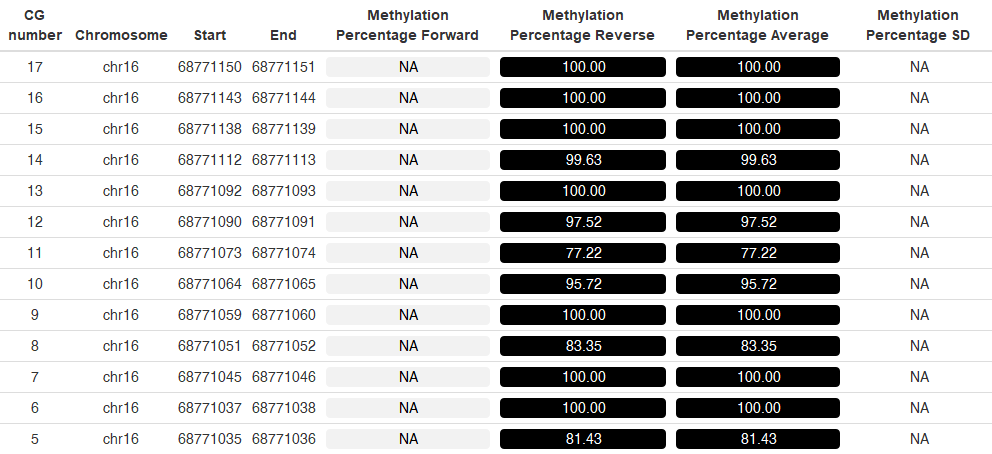 CG Methylation Methylation Methylation Methylation
number Chromosome Start End Percentage Forward Percentage Reverse Percentage Average Percentage SD
17 chr16 68771150 68771151 NA 100.00 100.00 NA
16 chr16 68771143 68771144 NA 100.00 100.00 NA
15 chr16 68771138 68771139 NA 100.00 100.00 NA
14 chr16 68771112 68771113 NA 99.63 99.63 NA
13 chr16 68771092 68771093 NA 100.00 100.00 NA
12 chr16 68771090 68771091 NA 97.52 97.52 NA
11 chr16 68771073 68771074 NA 77.22 77.22 NA
10 chr16 68771064 68771065 NA 95.72 95.72 NA
9 chr16 68771059 68771060 NA 100.00 100.00 NA
8 chr16 68771051 68771052 NA 83.35 83.35 NA
7 chr16 68771045 68771046 NA 100.00 100.00 NA
6 chr16 68771037 68771038 NA 100.00 100.00 NA
5 chr16 68771035 68771036 NA 81.43 81.43 NA